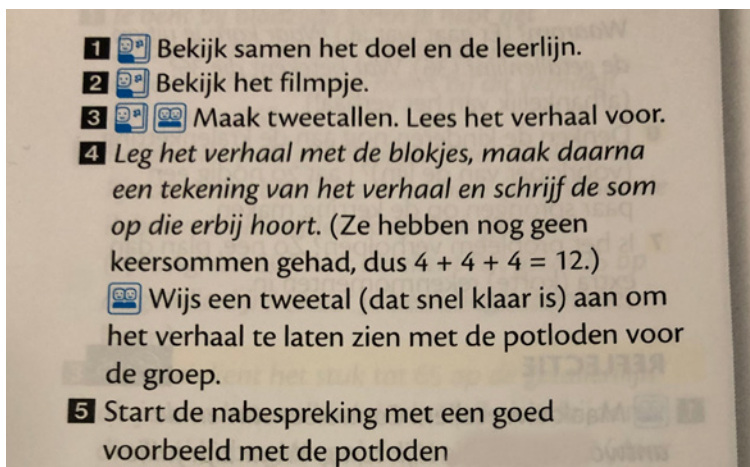 1 Bekijk samen het doel en de leerlijn.
2 Bekijk het filmpje.
3 Maak tweetallen. Lees het verhaal voor.
4 Leg het verhaal met de blokjes, maak daarna
een tekening van het verhaal en schrijf de som
op die erbij hoort. (Ze hebben nog geen
keersommen gehad, dus 4 + 4 + 4 = 12.)
Wijs een tweetal (dat snel klaar is) aan om
het verhaal te laten zien met de potloden voor
de groep.
5 Start de nabespreking met een goed
voorbeeld met de potloden